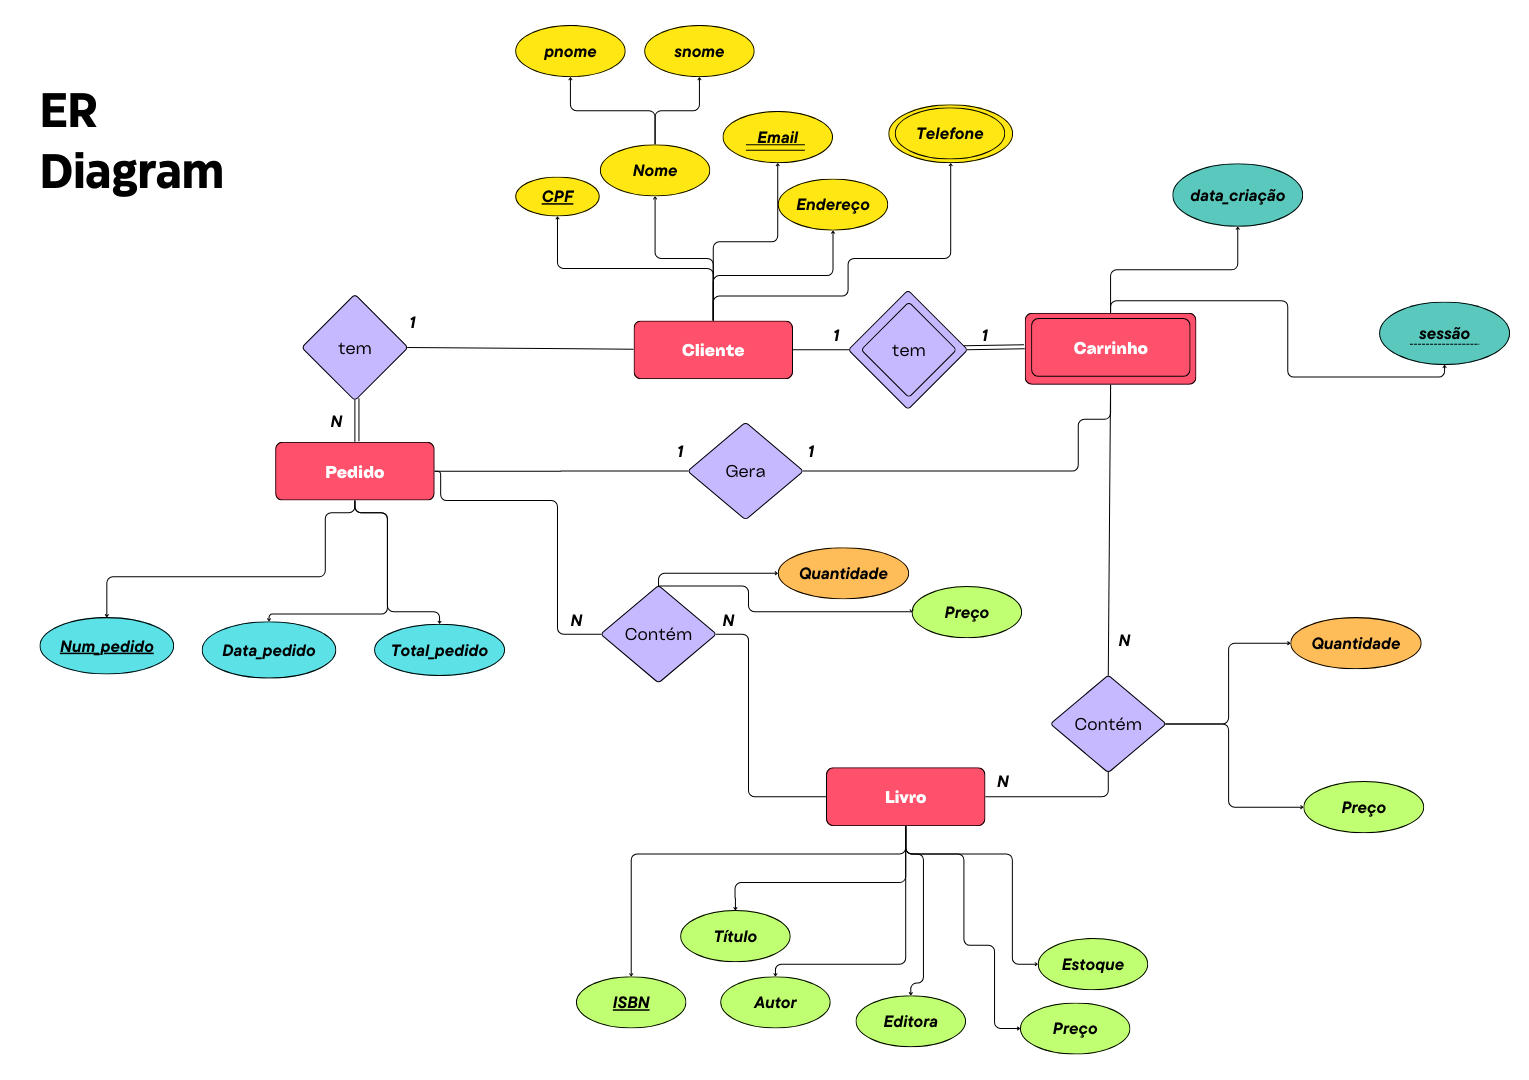 ER
Diagram
pnome
snome
Email
Telefone
Nome
CPF
Endereço
data_criação
sessão
tem
1
Cliente
1
tem
1
Carrinho
N
Pedido
1
Gera
1
Quantidade
Preço
N
Contém
N
Num_pedido
Data_pedido
Total_pedido
N
Quantidade
Contém
Preço
Livro
N
Título
Estoque
ISBN
Autor
Editora
Preço